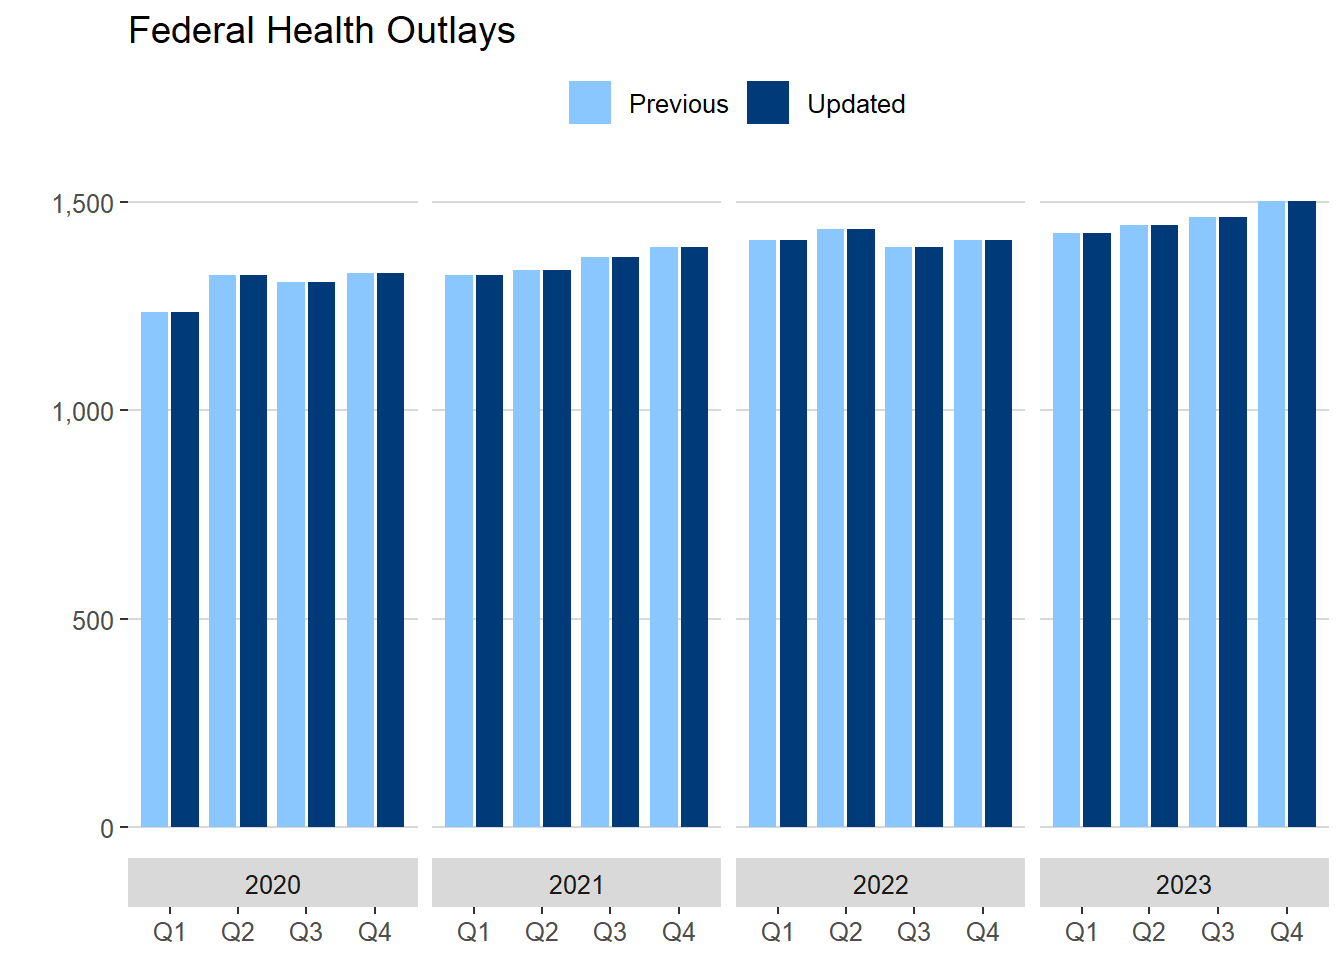 Federal Health Outlays
Previous Updated
1,500
1,000
500
0
2020 2021 2022 2023
Q1 Q2 Q3 Q4 Q1 Q2 Q3 Q4 Q1 Q2 Q3 Q4 Q1 Q2 Q3 Q4